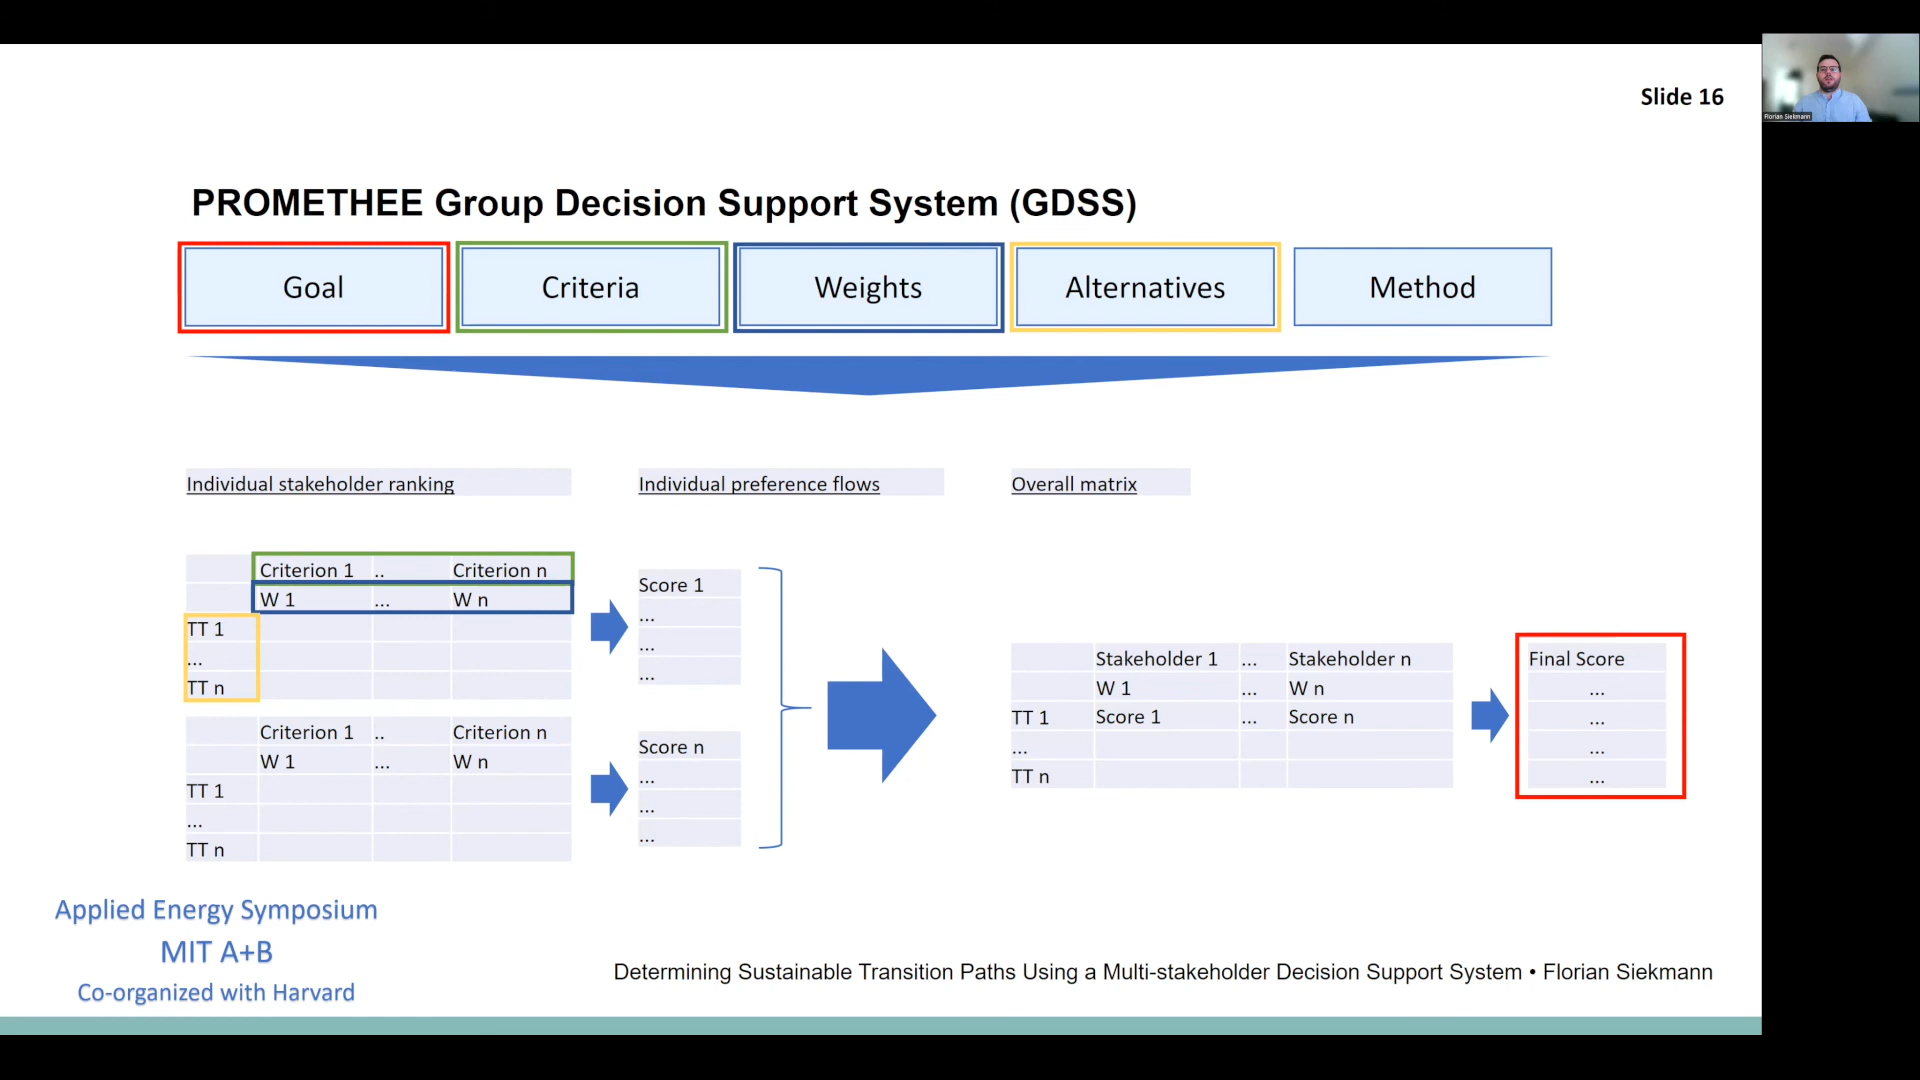 Slide 16
Florian Siekmann
PROMETHEE Group Decision Support System (GDSS)
Goal
Criteria
Weights
Alternatives
Method
Individual stakeholder ranking
Individual preference flows
Overall matrix
Criterion 1 .. Criterion n
W 1 ... W n
TT 1
...
TT n
Criterion 1 .. Criterion n
W 1 ... W n
TT 1
...
TT n
Score 1
...
...
...
Score n
...
...
...
Stakeholder 1 ... Stakeholder n
W 1 ... W n
TT 1 Score 1 ... Score n
...
TT n
Final Score
...
...
...
...
Applied Energy Symposium
MIT A+B
Co-organized with Harvard
Determining Sustainable Transition Paths Using a Multi-stakeholder Decision Support System • Florian Siekmann